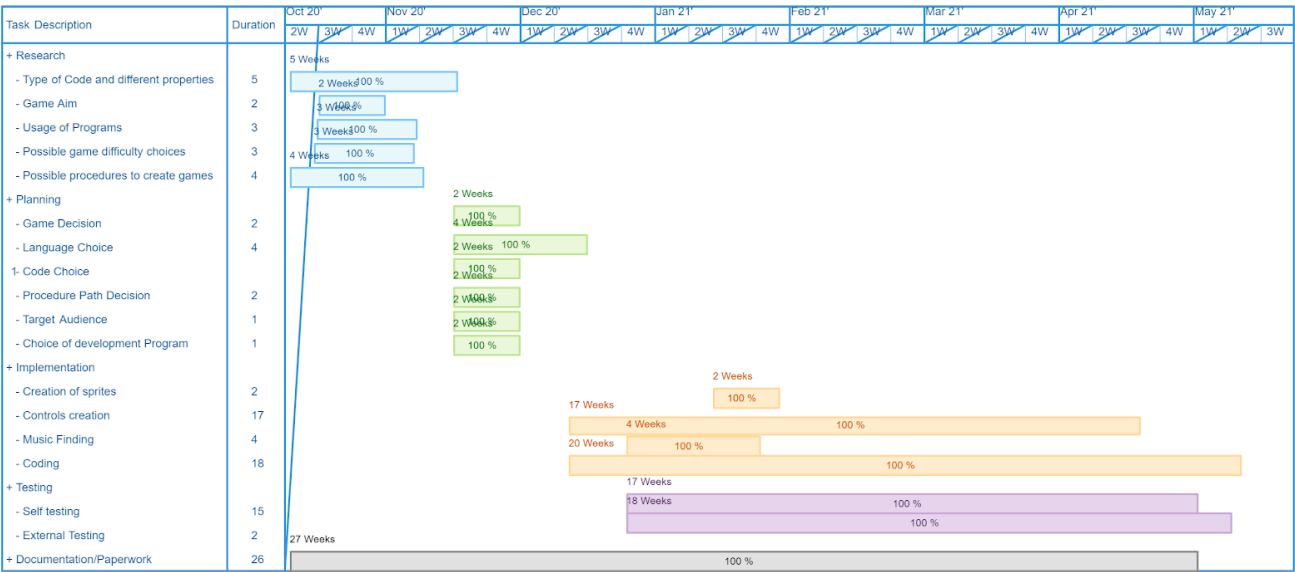 Task Description Duration Oct 20' Nov 20' Dec 20' Jan 21' Feb 21' Mar 21' Apr 21' May 21'
2W 3W 4W 1W 2W 3W 4W 1W 2W 3W 4W 1W 2W 3W 4W 1W 2W 3W 4W 1W 2W 3W 4W 1W 2W 3W 4W 1W 2W 3W
+ Research
5 Weeks
- Type of Code and different properties 5 100 %
2 Weeks
- Game Aim 2 100 %
3 Weeks
- Usage of Programs 3 100 %
3 Weeks
- Possible game difficulty choices 3 100 %
4 Weeks
- Possible procedures to create games 4 100 %
+ Planning
2 Weeks
- Game Decision 2 100 %
4 Weeks
- Language Choice 4 100 %
2 Weeks
1- Code Choice 100 %
2 Weeks
- Procedure Path Decision 2 100 %
2 Weeks
- Target Audience 1 100 %
2 Weeks
- Choice of development Program 1 100 %
+ Implementation
2 Weeks
- Creation of sprites 2 100 %
17 Weeks
- Controls creation 17 100 %
4 Weeks
- Music Finding 4 100 %
20 Weeks
- Coding 18 100 %
+ Testing
17 Weeks
- Self testing 15 100 %
18 Weeks
- External Testing 2 100 %
27 Weeks
+ Documentation/Paperwork 26 100 %